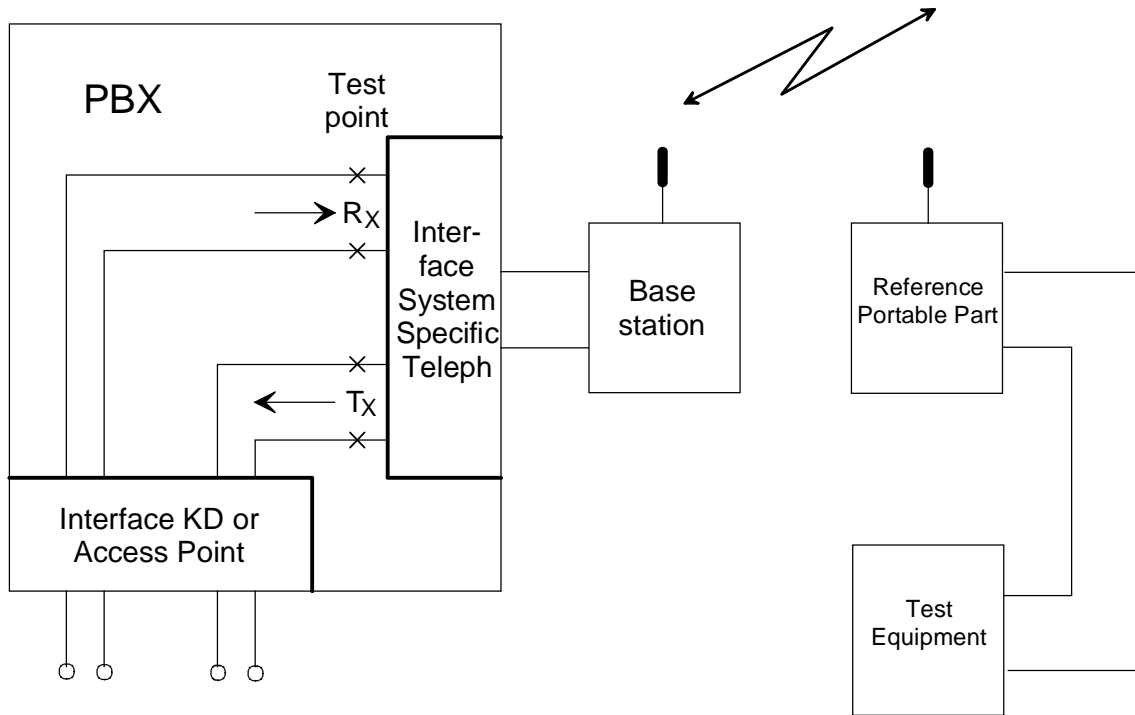 PBX
Test
point
RX
Inter-
face
System
Specific
Teleph
TX
Interface KD or
Access Point
Base
station
Reference
Portable Part
Test
Equipment